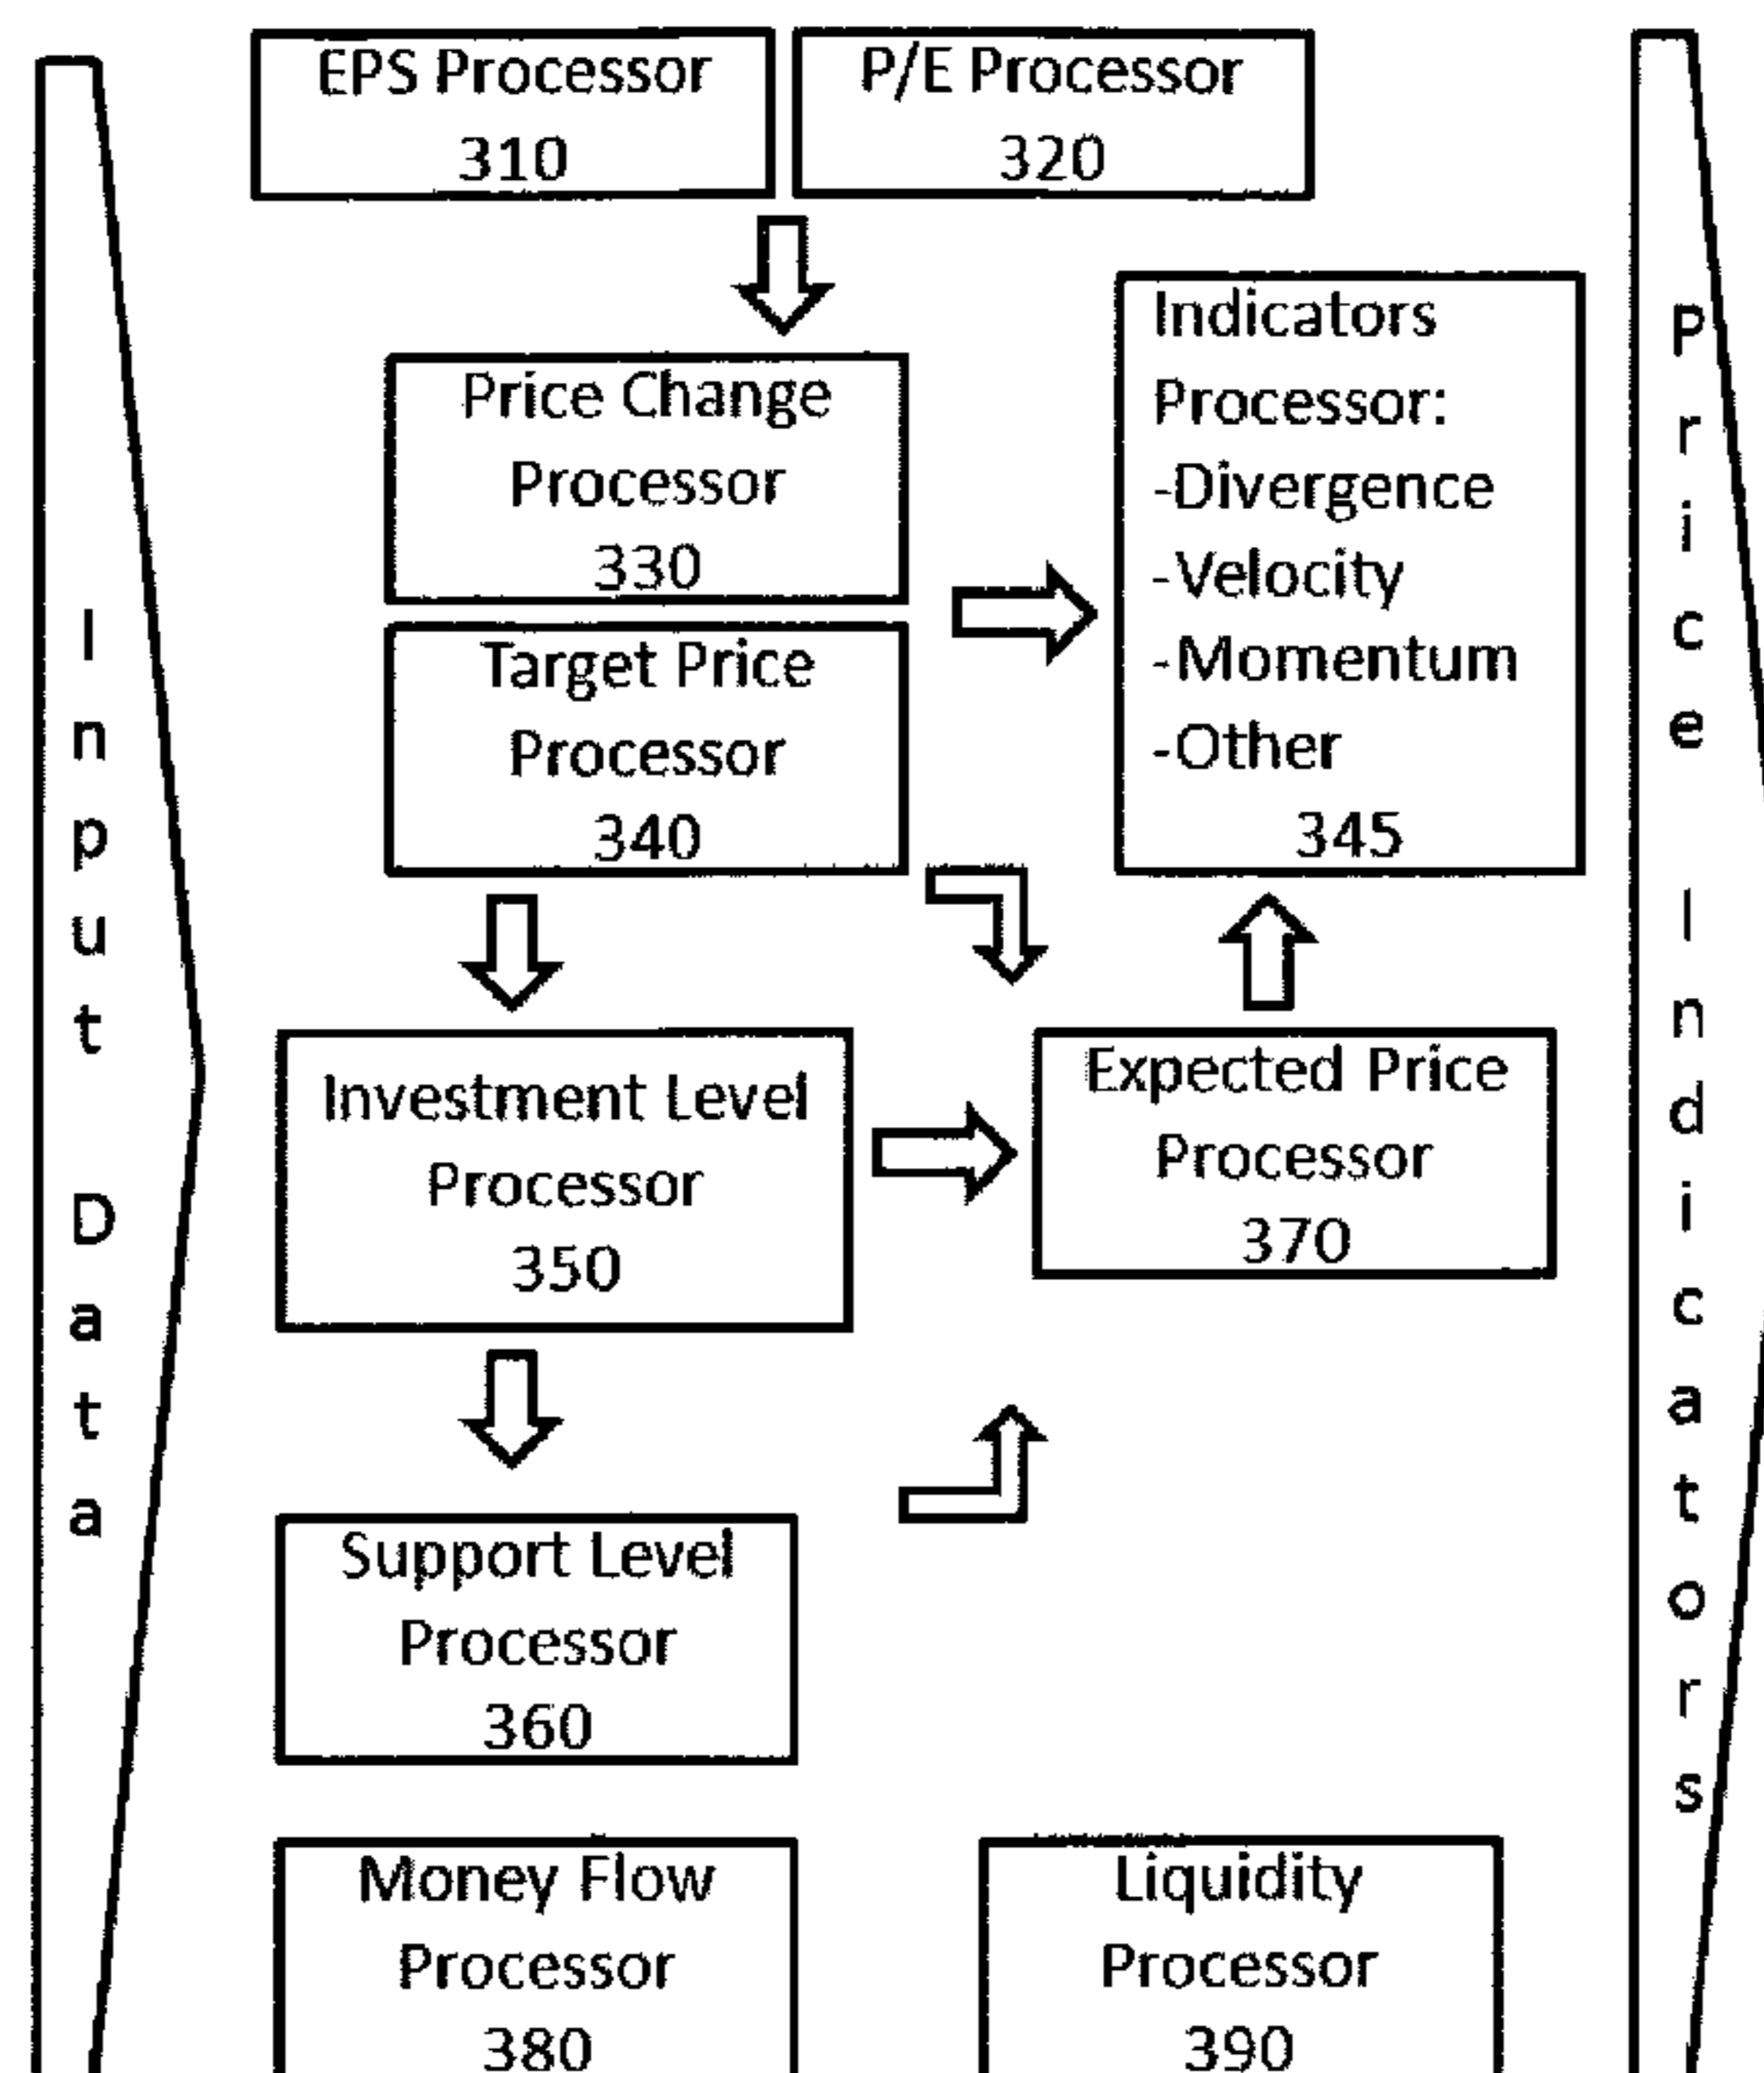 EPS Processor
310
P/E Processor
320
Price Change
Processor
330
Target Price
Processor
340
Indicators
Processor:
-Divergence
-Velocity
-Momentum
-Other
345
Investment Level
Processor
350
Expected Price
Processor
370
Support Level
Processor
360
Money Flow
Processor
380
Liquidity
Processor
390
Input Data
Price Indicators